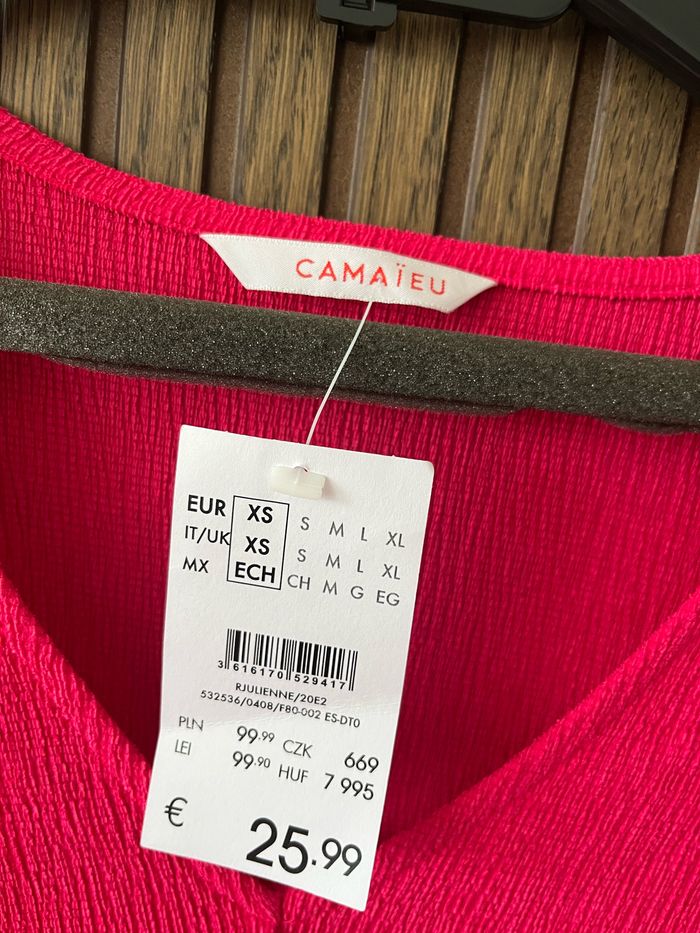 CAMAÏEU
EUR XS S M L XL
IT/UK XS S M L XL
MX ECH CH M G EG
3 616170 529417
RJULIENNE/20E2
532536/0408/F80-002 ES-DT0
PLN 99.99 CZK 669
LEI 99.90 HUF 7 995
€ 25.99